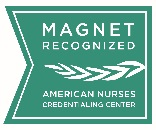 MAGNET
RECOGNIZED
AMERICAN NURSES
CREDENTIALING CENTER